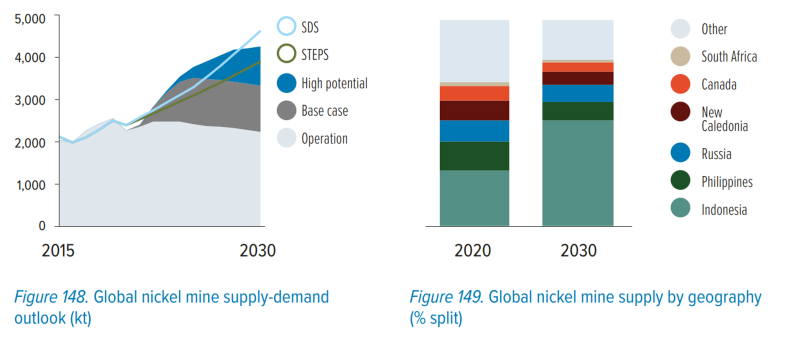 5,000
4,000
3,000
2,000
1,000
0
2015
2030
SDS
STEPS
High potential
Base case
Operation
Figure 148. Global nickel mine supply-demand
outlook (kt)
2020
2030
Other
South Africa
Canada
New
Caledonia
Russia
Philippines
Indonesia
Figure 149. Global nickel mine supply by geography
(% split)